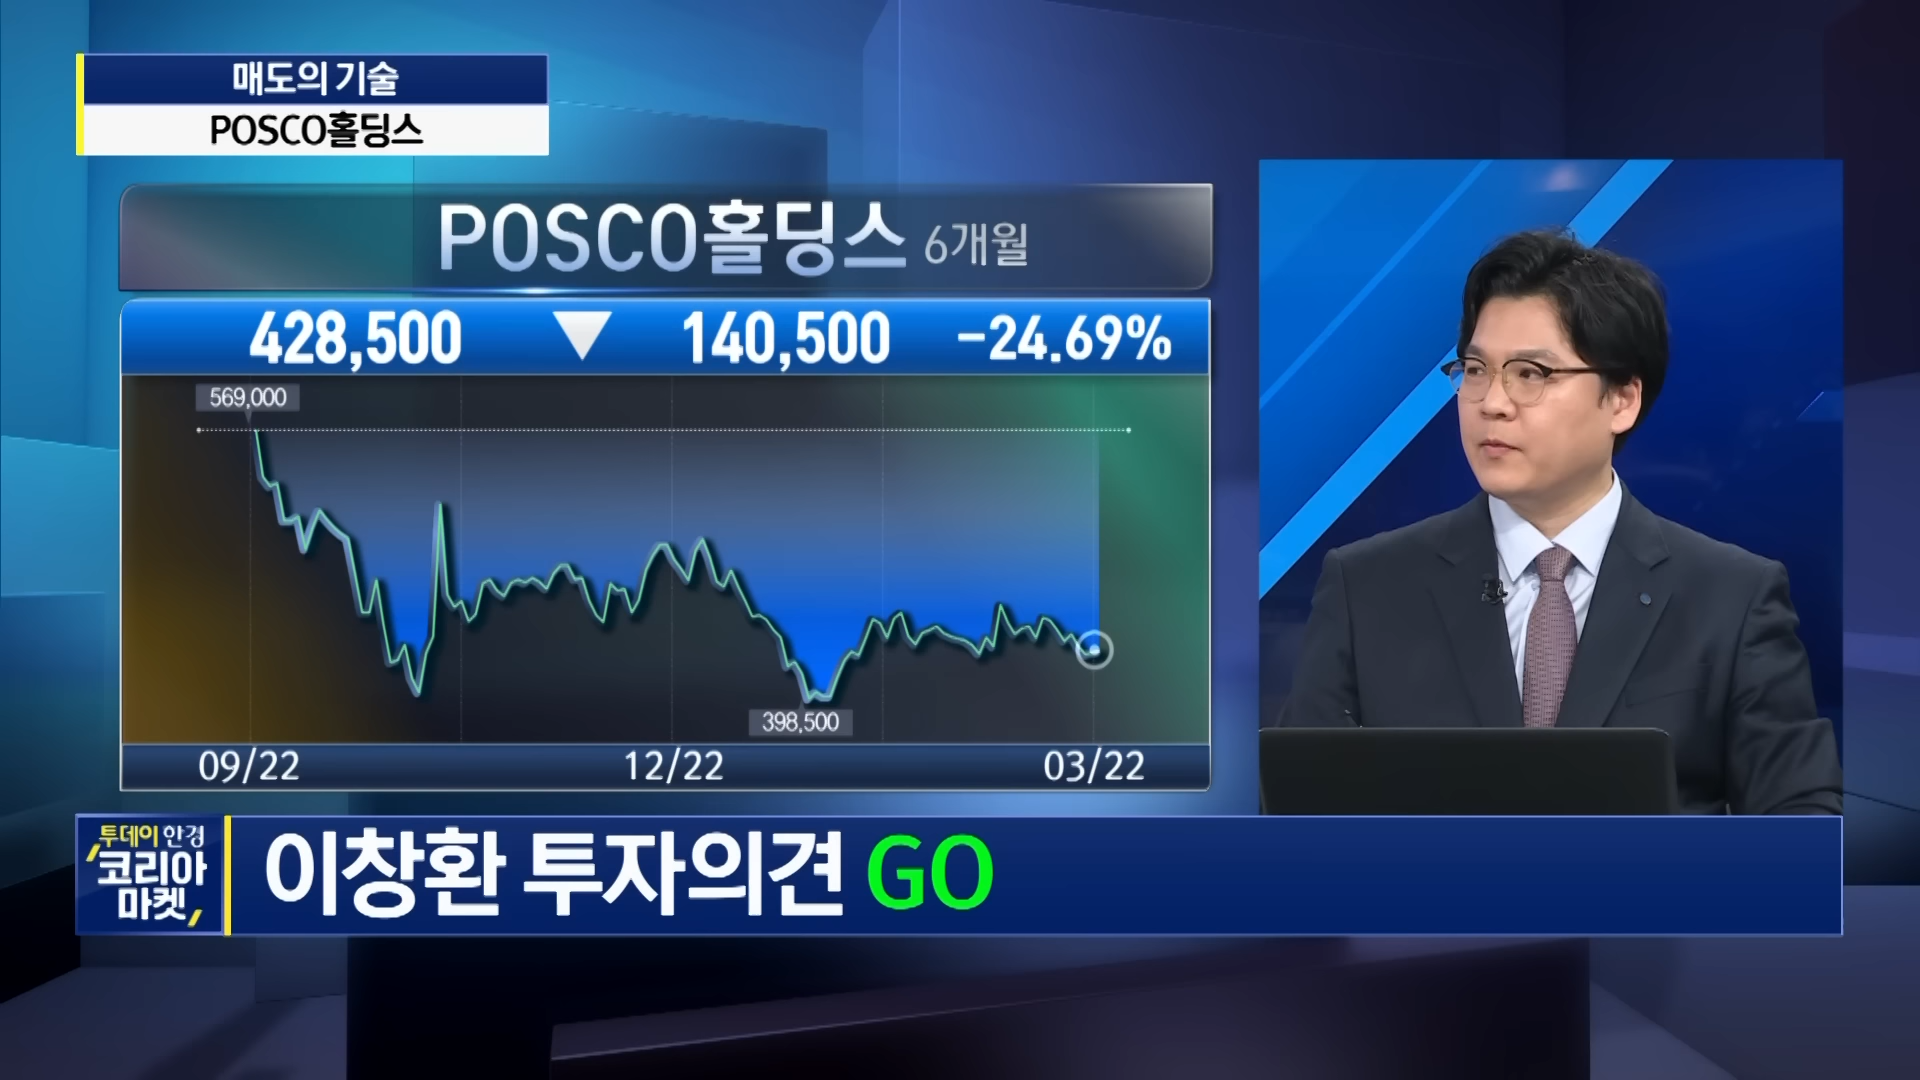 매도의 기술
POSCO홀딩스
POSCO홀딩스 6개월
428,500 ▼ 140,500 -24.69%
569,000
398,500
09/22 12/22 03/22
투데이 한경
코리아
마켓
이창환 투자의견 GO